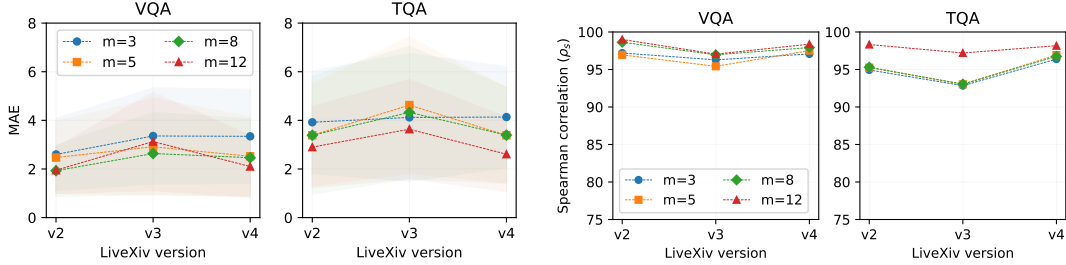 VQA
MAE
8
6
4
2
0
m=3
m=5
m=8
m=12
v2
v3
v4
LiveXiv version
TQA
8
6
4
2
0
v2
v3
v4
LiveXiv version
VQA
Spearman correlation (ρs)
100
95
90
85
80
75
m=3
m=5
m=8
m=12
v2
v3
v4
LiveXiv version
TQA
100
95
90
85
80
75
v2
v3
v4
LiveXiv version